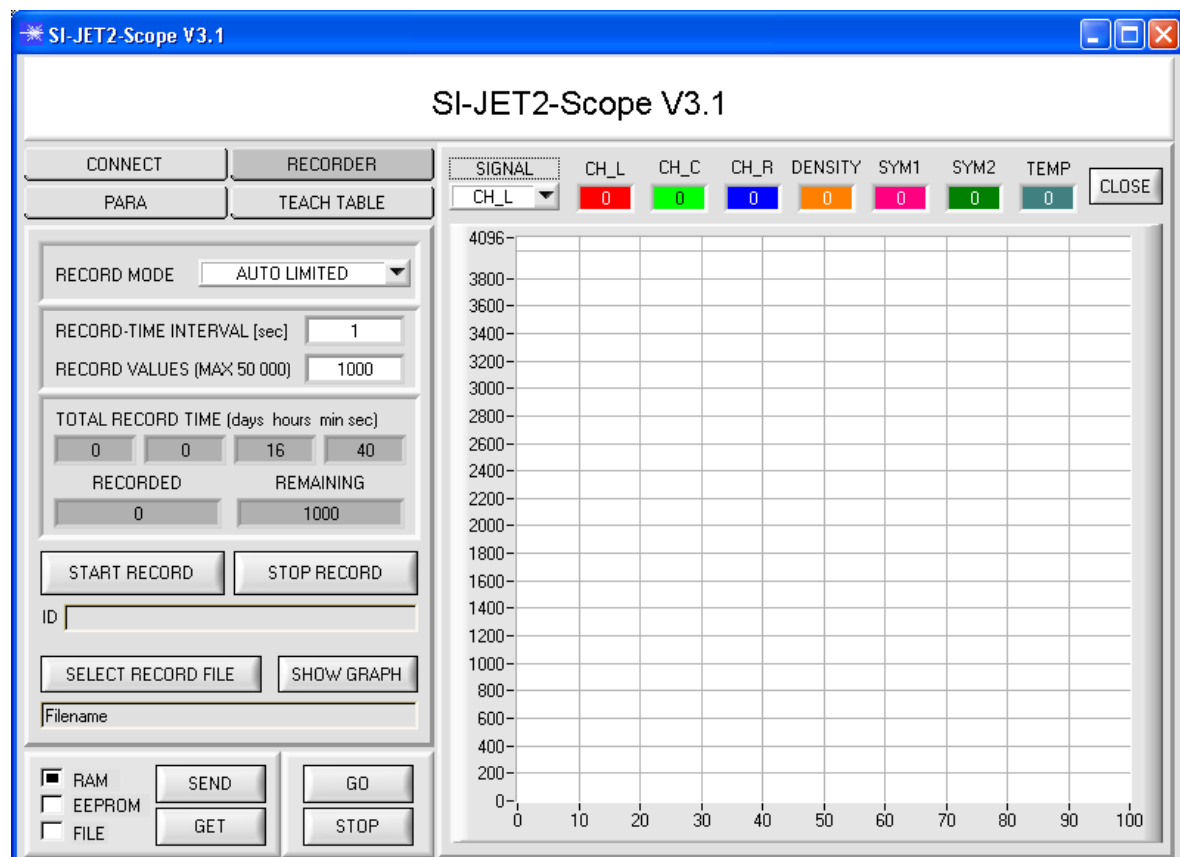 SI-JET2-Scope V3.1
SI-JET2-Scope V3.1
CONNECT RECORDER
PARA TEACH TABLE
RECORD MODE AUTO LIMITED
RECORD-TIME INTERVAL [sec] 1
RECORD VALUES (MAX 50 000) 1000
TOTAL RECORD TIME (days hours min sec)
0 0 16 40
RECORDED REMAINING
0 1000
START RECORD STOP RECORD
ID
SELECT RECORD FILE SHOW GRAPH
Filename
RAM
EEPROM
FILE
SEND
GET
GO
STOP
SIGNAL CH_L CH_C CH_R DENSITY SYM1 SYM2 TEMP
CH_L 0 0 0 0 0 0 0
CLOSE
4096
3800
3600
3400
3200
3000
2800
2600
2400
2200
2000
1800
1600
1400
1200
1000
800
600
400
200
0
0 10 20 30 40 50 60 70 80 90 100